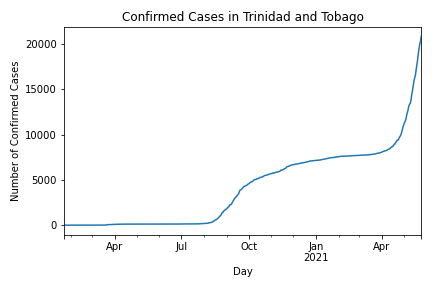 Confirmed Cases in Trinidad and Tobago
Number of Confirmed Cases
20000
15000
10000
5000
0
Apr
Jul
Oct
Jan
2021
Apr
Day